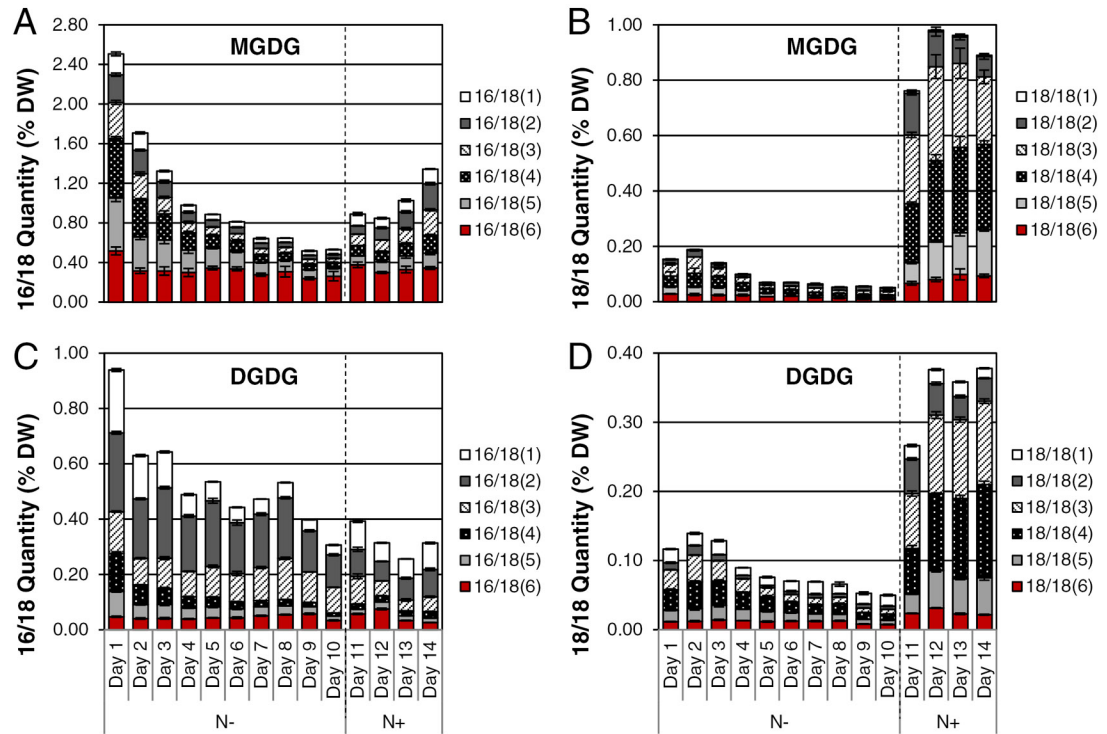 A
MGDG
16/18 Quantity (% DW)
2.80
2.40
2.00
1.60
1.20
0.80
0.40
0.00
16/18(1)
16/18(2)
16/18(3)
16/18(4)
16/18(5)
16/18(6)
B
MGDG
18/18 Quantity (% DW)
1.00
0.80
0.60
0.40
0.20
0.00
18/18(1)
18/18(2)
18/18(3)
18/18(4)
18/18(5)
18/18(6)
C
DGDG
16/18 Quantity (% DW)
1.00
0.80
0.60
0.40
0.20
0.00
16/18(1)
16/18(2)
16/18(3)
16/18(4)
16/18(5)
16/18(6)
Day 1
Day 2
Day 3
Day 4
Day 5
Day 6
Day 7
Day 8
Day 9
Day 10
Day 11
Day 12
Day 13
Day 14
N-
N+
D
DGDG
18/18 Quantity (% DW)
0.40
0.30
0.20
0.10
0.00
18/18(1)
18/18(2)
18/18(3)
18/18(4)
18/18(5)
18/18(6)
Day 1
Day 2
Day 3
Day 4
Day 5
Day 6
Day 7
Day 8
Day 9
Day 10
Day 11
Day 12
Day 13
Day 14
N-
N+